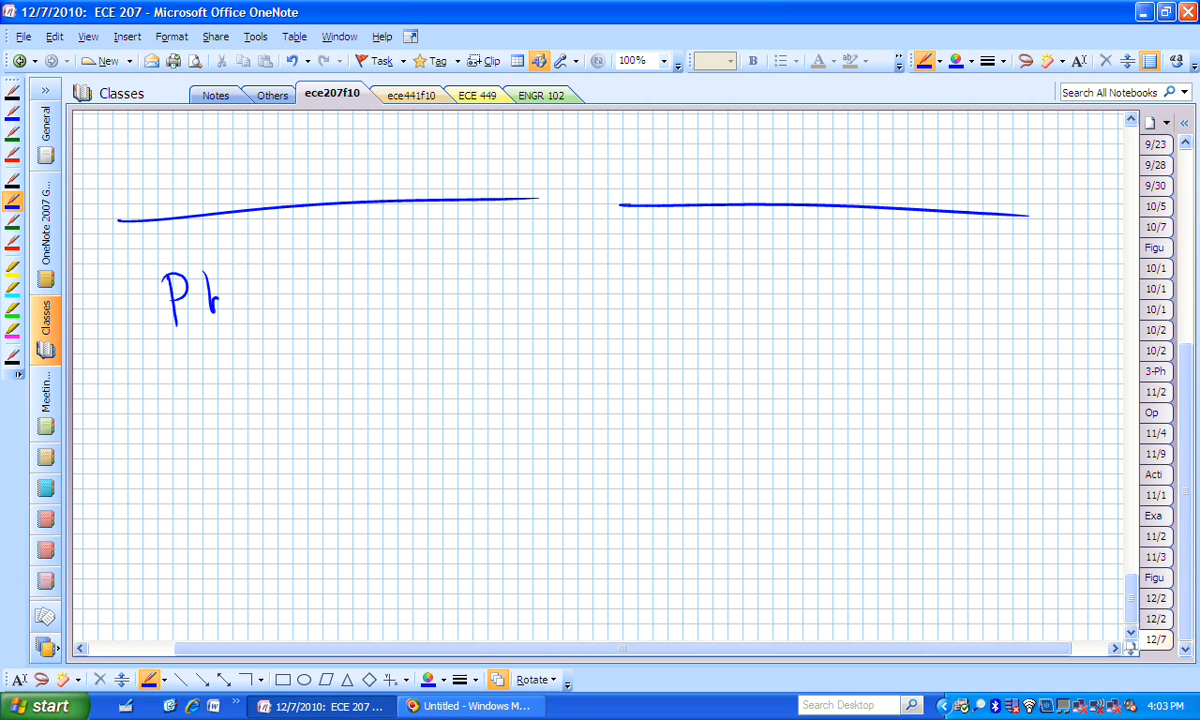 12/7/2010: ECE 207 - Microsoft Office OneNote
File Edit View Insert Format Share Tools Table Window Help
New Task Tag Clip 100% B A ab
Classes Notes Others ece207f10 ece441f10 ECE 449 ENGR 102 Search All Notebooks
General
OneNote 2007 G...
Classes
Meetin...
9/23
9/28
9/30
10/5
10/7
Figu
10/1
10/1
10/1
10/2
10/2
3-Ph
11/2
Op
11/4
11/9
Acti
11/1
Exa
11/2
11/3
Figu
12/2
12/2
12/7
P
Rotate
start 12/7/2010: ECE 207 ... Untitled - Windows M... Search Desktop 4:03 PM